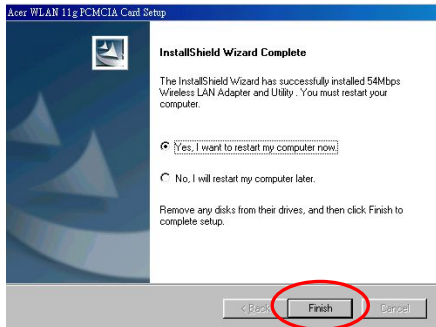 Acer WLAN 11g PCMCIA Card Setup
InstallShield Wizard Complete
The InstallShield Wizard has successfully installed 54Mbps
Wireless LAN Adapter and Utility . You must restart your
computer.
Yes, I want to restart my computer now.
No, I will restart my computer later.
Remove any disks from their drives, and then click Finish to
complete setup.
< Back Finish Cancel